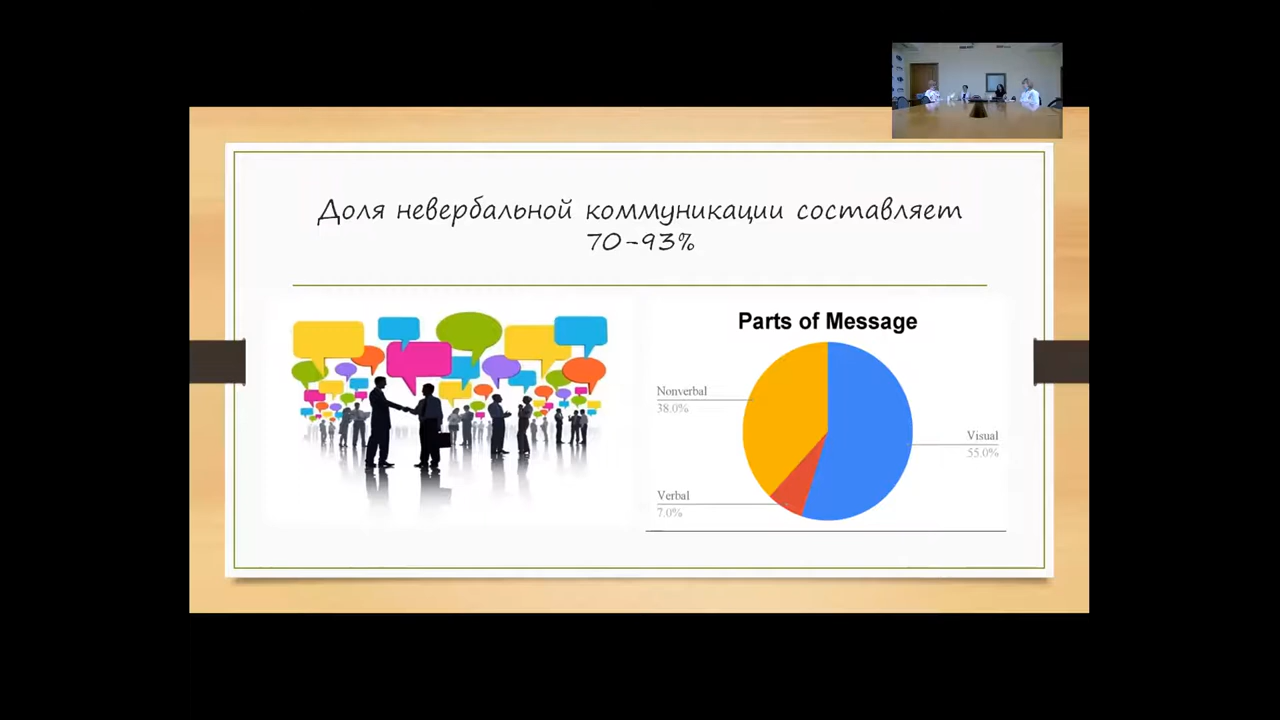 Доля невербальной коммуникации составляет
70-93%
Parts of Message
Nonverbal
38.0%
Visual
55.0%
Verbal
7.0%